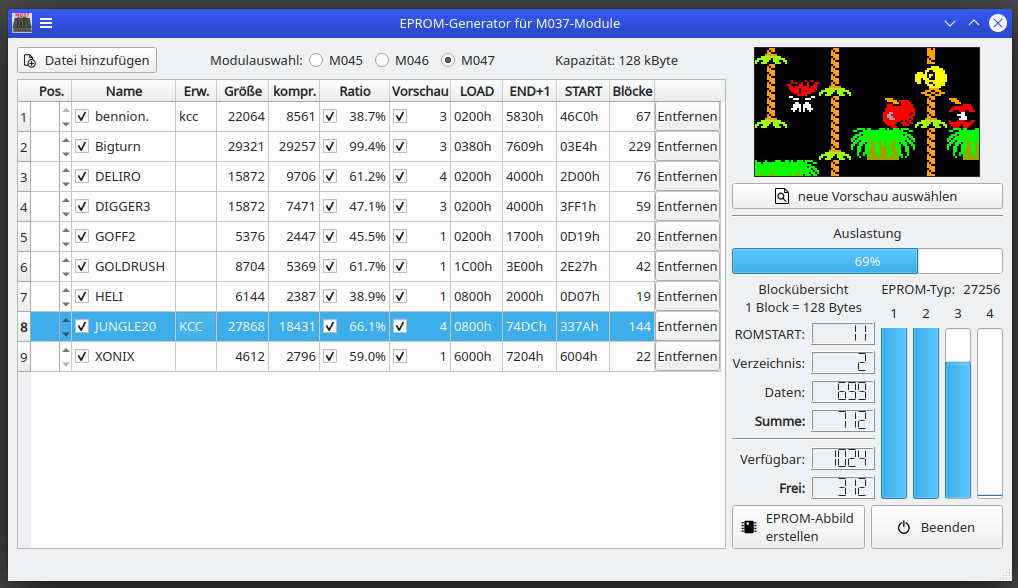 EPROM-Generator für M037-Module
Datei hinzufügen
Modulauswahl: M045 M046 M047
Kapazität: 128 kByte
Pos. Name Erw. Größe kompr. Ratio Vorschau LOAD END+1 START Blöcke
1 bennion. kcc 22064 8561 38.7% 3 0200h 5830h 46C0h 67 Entfernen
2 Bigturn 29321 29257 99.4% 3 0380h 7609h 03E4h 229 Entfernen
3 DELIRO 15872 9706 61.2% 4 0200h 4000h 2D00h 76 Entfernen
4 DIGGER3 15872 7471 47.1% 3 0200h 4000h 3FF1h 59 Entfernen
5 GOFF2 5376 2447 45.5% 1 0200h 1700h 0D19h 20 Entfernen
6 GOLDRUSH 8704 5369 61.7% 1 1C00h 3E00h 2E27h 42 Entfernen
7 HELI 6144 2387 38.9% 1 0800h 2000h 0D07h 19 Entfernen
8 JUNGLE20 KCC 27868 18431 66.1% 4 0800h 74DCh 337Ah 144 Entfernen
9 XONIX 4612 2796 59.0% 1 6000h 7204h 6004h 22 Entfernen
neue Vorschau auswählen
Auslastung
69%
Blockübersicht
1 Block = 128 Bytes
EPROM-Typ: 27256
1 2 3 4
ROMSTART: 11
Verzeichnis: 2
Daten: 699
Summe: 712
Verfügbar: 1024
Frei: 312
EPROM-Abbild
erstellen
Beenden